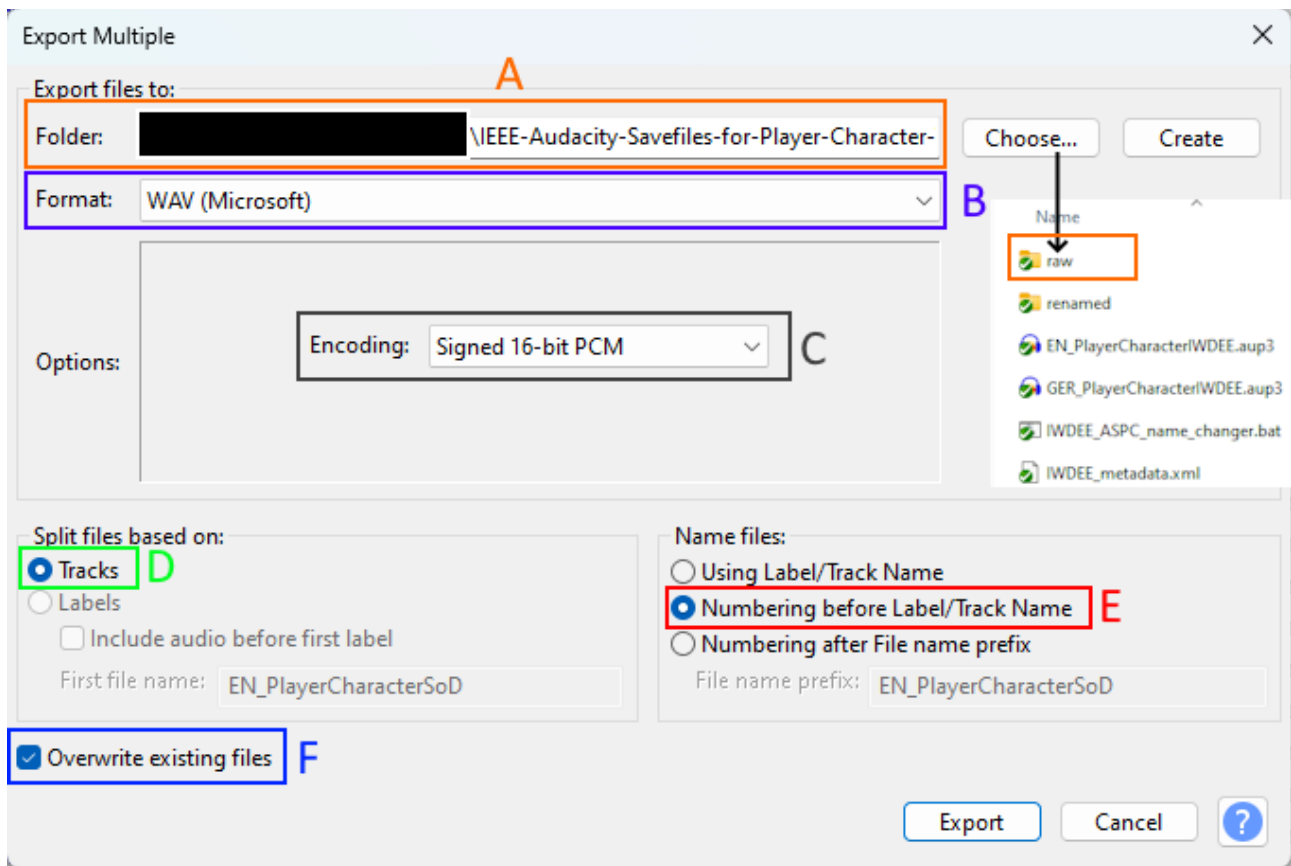 Export Multiple
A
Export files to:
Folder: \IEEE-Audacity-Savefiles-for-Player-Character- Choose... Create
Format: WAV (Microsoft) B
Name
raw
renamed
EN_PlayerCharacterIWDEE.aup3
GER_PlayerCharacterIWDEE.aup3
IWDEE_ASPC_name_changer.bat
IWDEE_metadata.xml
Options:
Encoding: Signed 16-bit PCM C
Split files based on:
Tracks D
Labels
Include audio before first label
First file name: EN_PlayerCharacterSoD
Name files:
Using Label/Track Name
Numbering before Label/Track Name E
Numbering after File name prefix
File name prefix: EN_PlayerCharacterSoD
Overwrite existing files F
Export Cancel ?